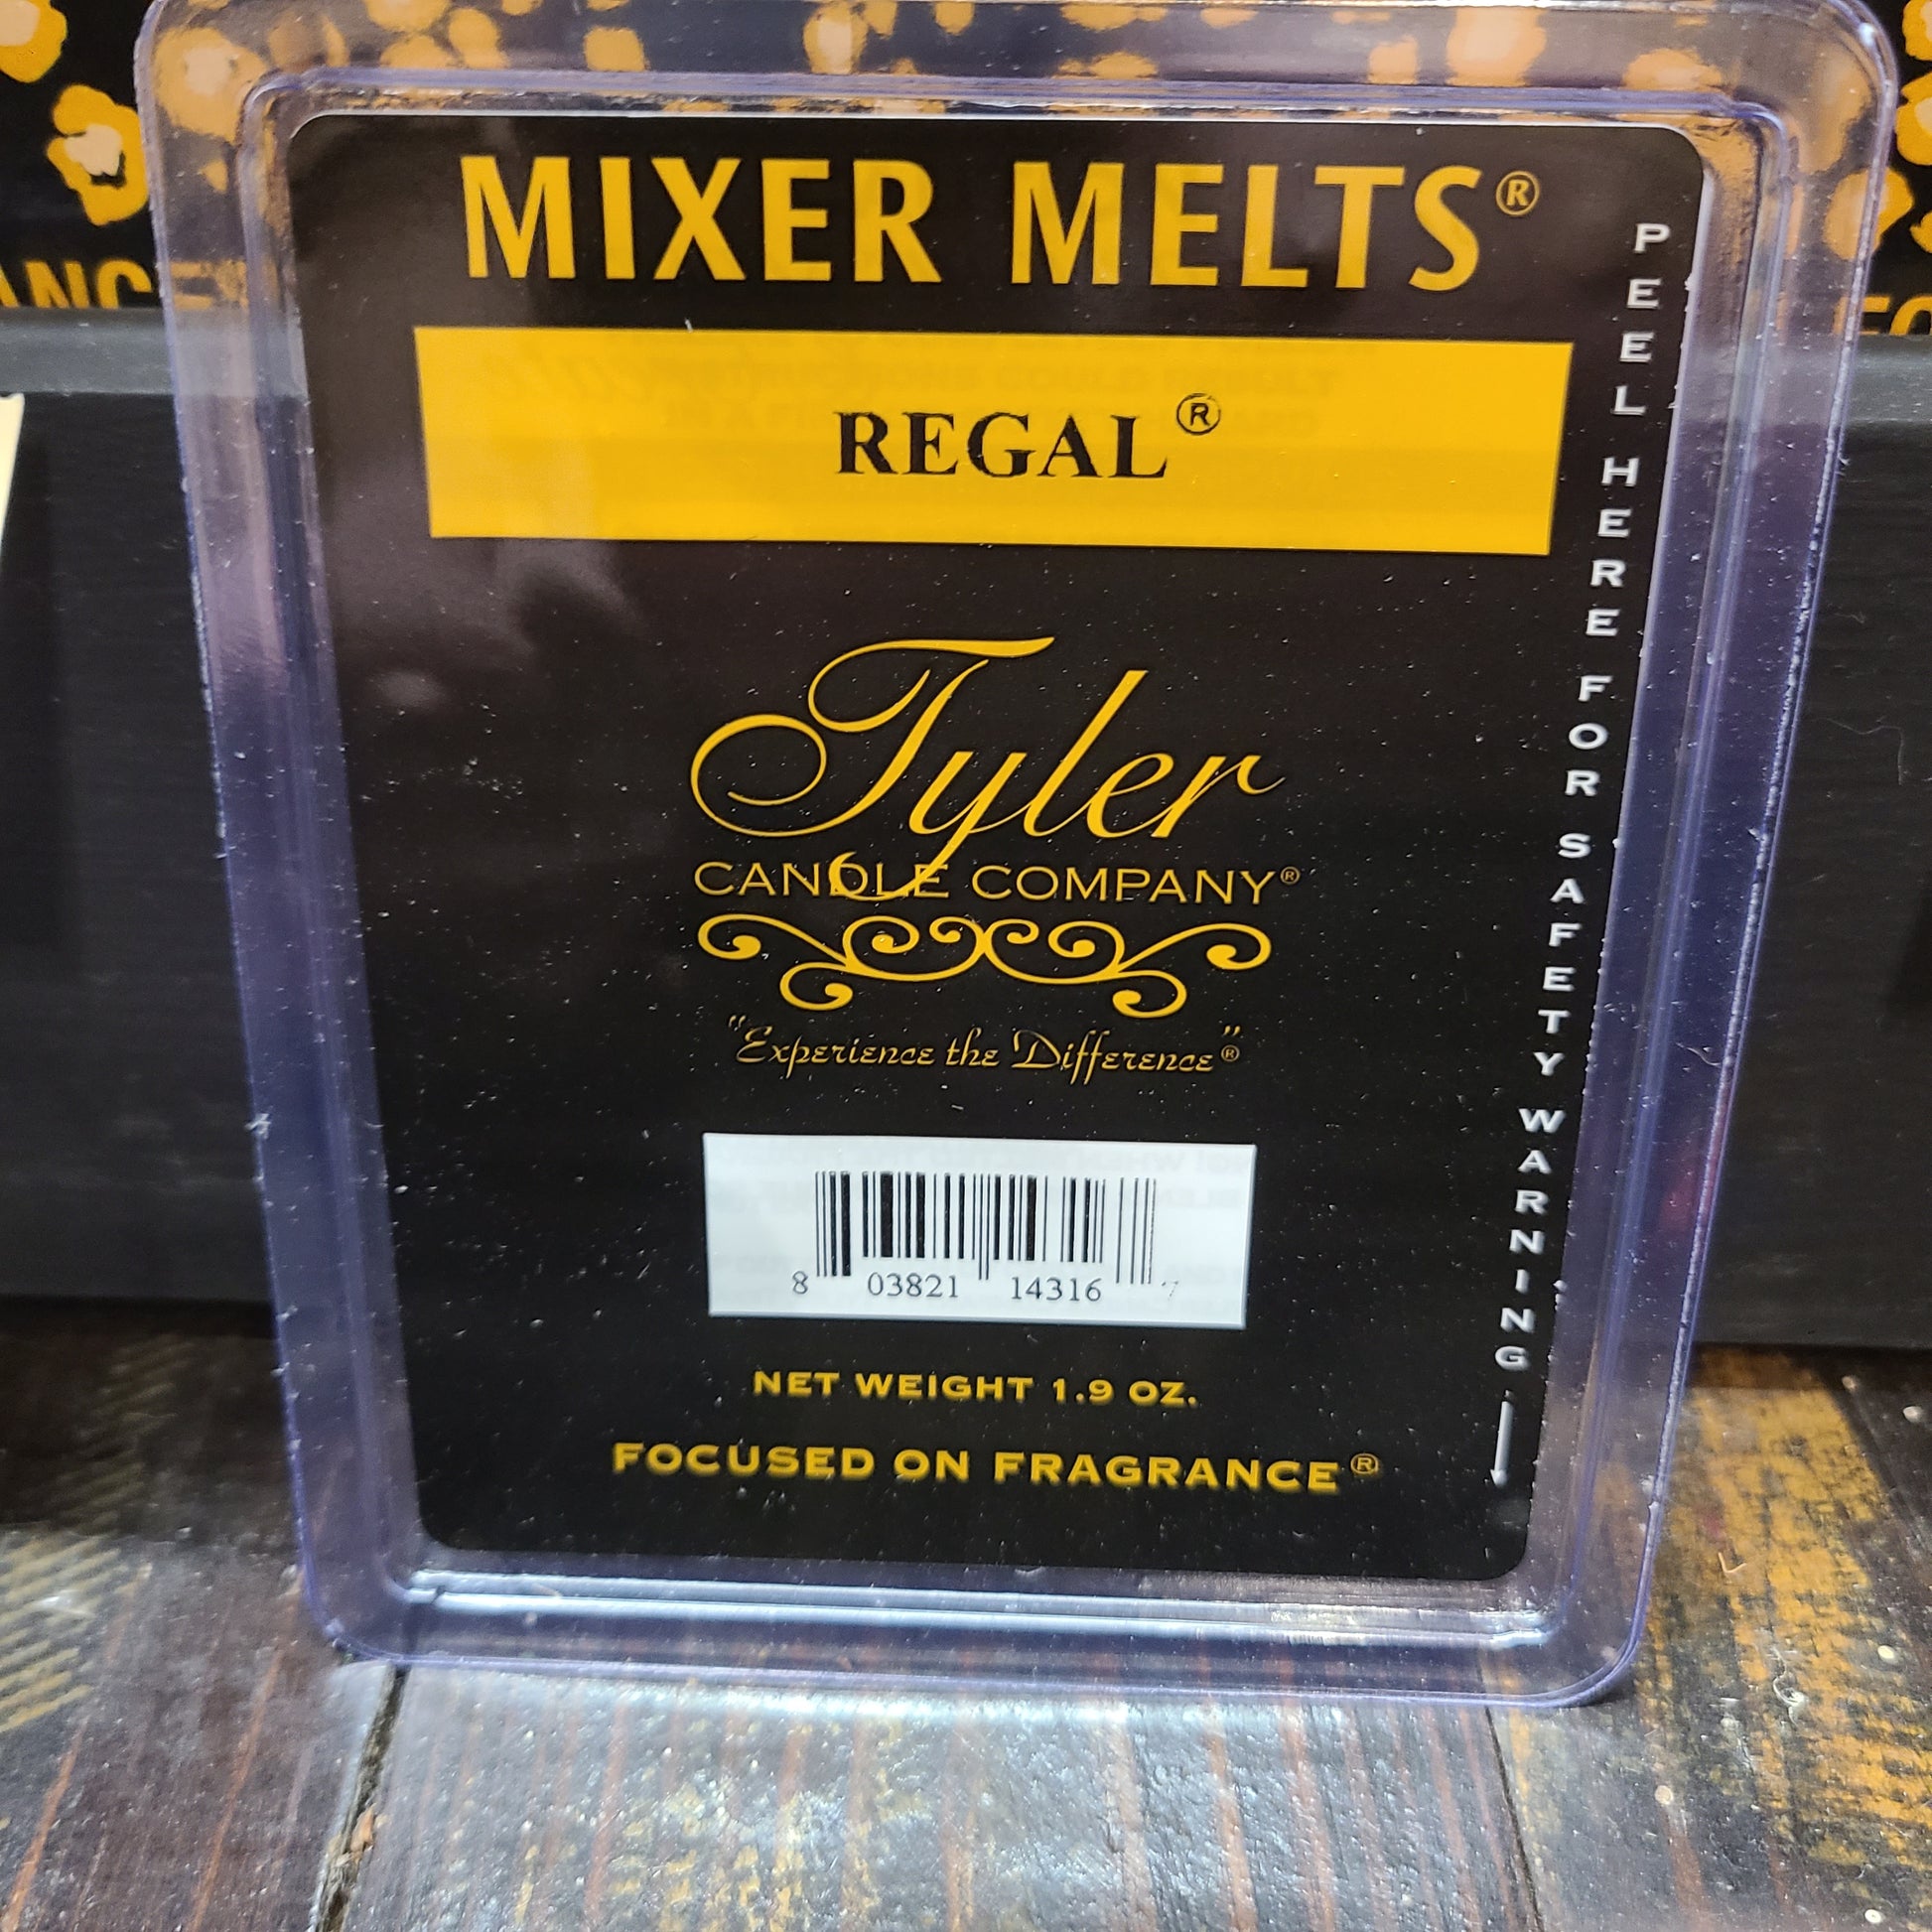 MIXER MELTS®
REGAL®
Tyler
CANDLE COMPANY®
"Experience the Difference"®
8 03821 14316 7
NET WEIGHT 1.9 OZ.
FOCUSED ON FRAGRANCE®
PEEL HERE FOR SAFETY WARNING